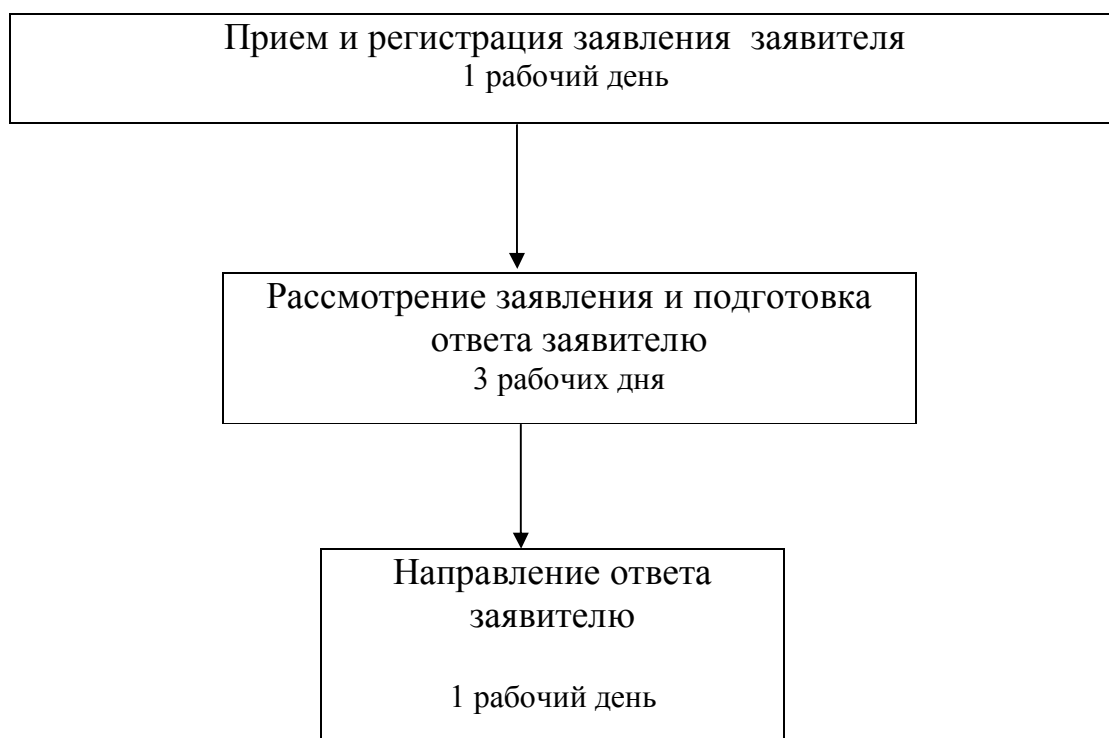 Прием и регистрация заявления  заявителя
1 рабочий день
Рассмотрение заявления и подготовка
ответа заявителю
3 рабочих дня
Направление ответа
заявителю
1 рабочий день